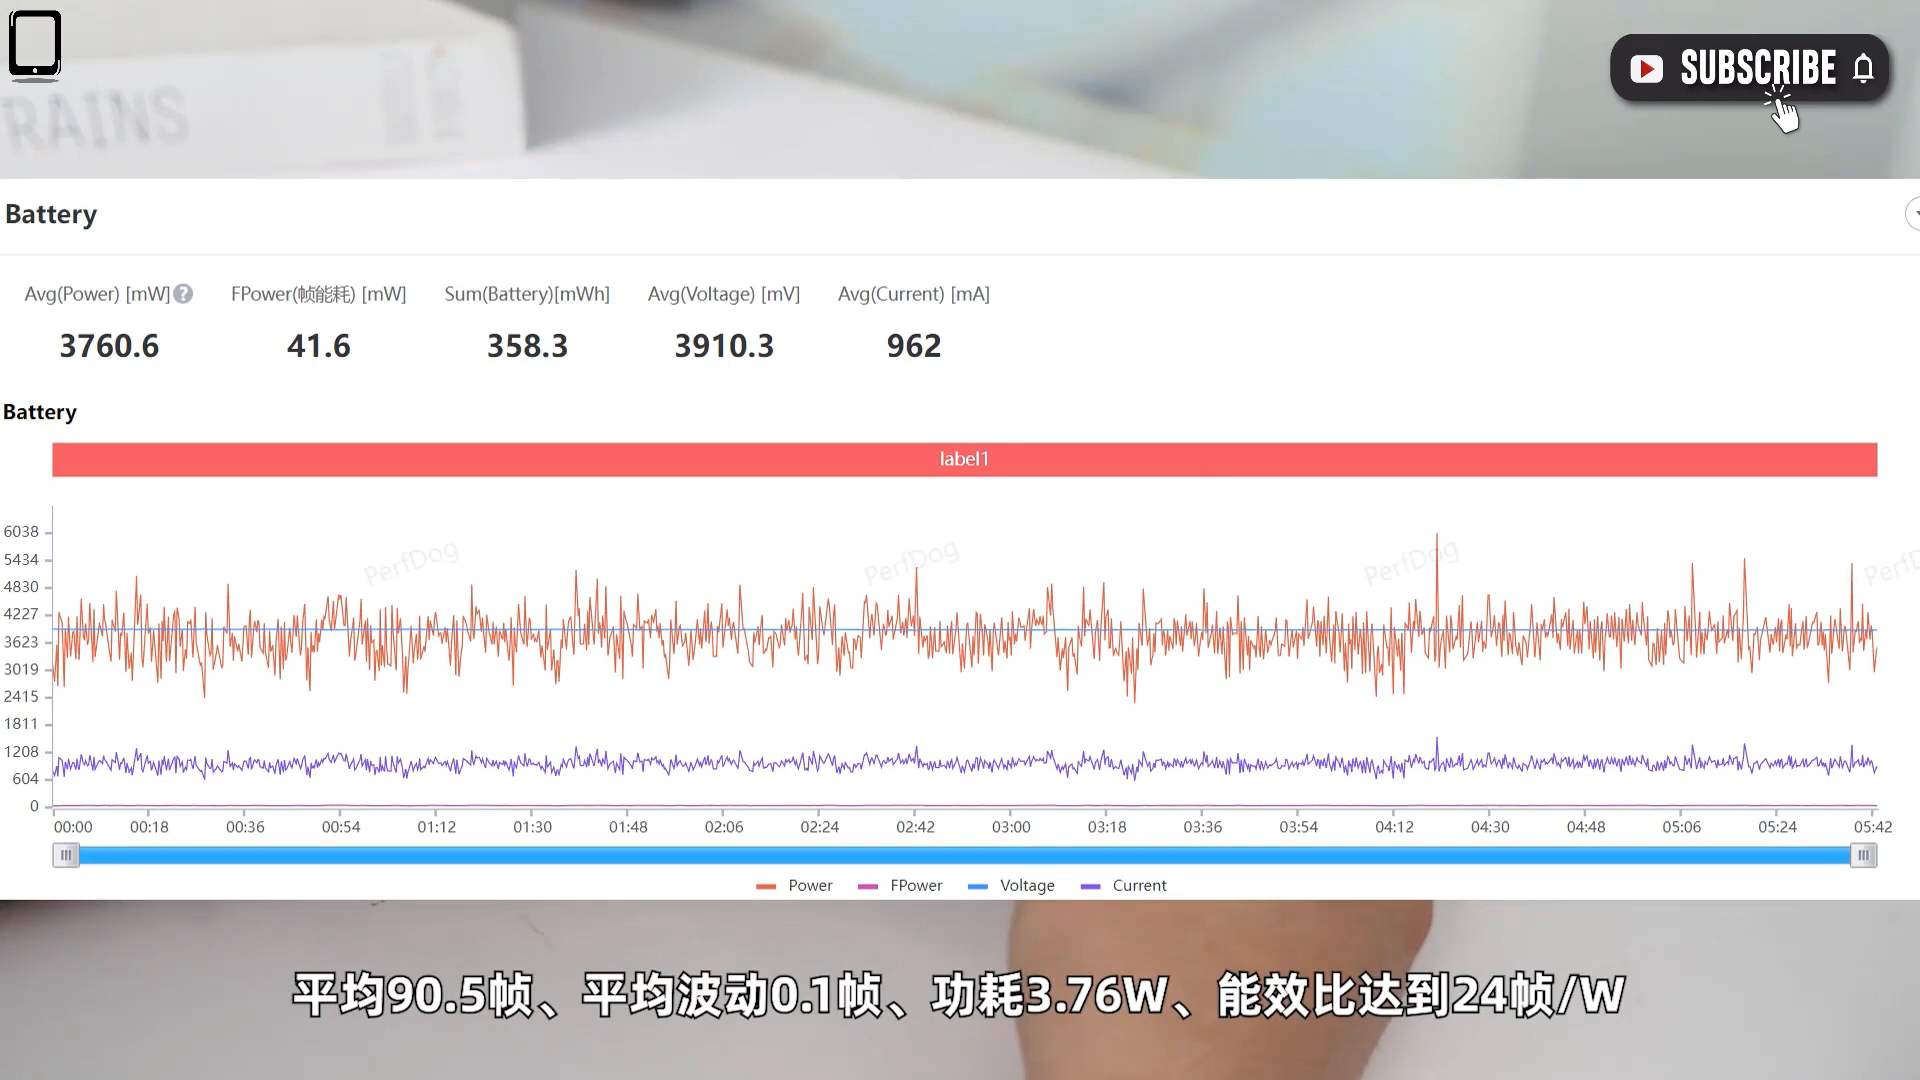 RAINS
SUBSCRIBE
Battery
Avg(Power) [mW] ? FPower(帧能耗) [mW] Sum(Battery)[mWh] Avg(Voltage) [mV] Avg(Current) [mA]
3760.6 41.6 358.3 3910.3 962
Battery
label1
PerfDog PerfDog PerfDog PerfD
6038
5434
4830
4227
3623
3019
2415
1811
1208
604
0
00:00 00:18 00:36 00:54 01:12 01:30 01:48 02:06 02:24 02:42 03:00 03:18 03:36 03:54 04:12 04:30 04:48 05:06 05:24 05:42
Power FPower Voltage Current
平均90.5帧、平均波动0.1帧、功耗3.76W、能效比达到24帧/W